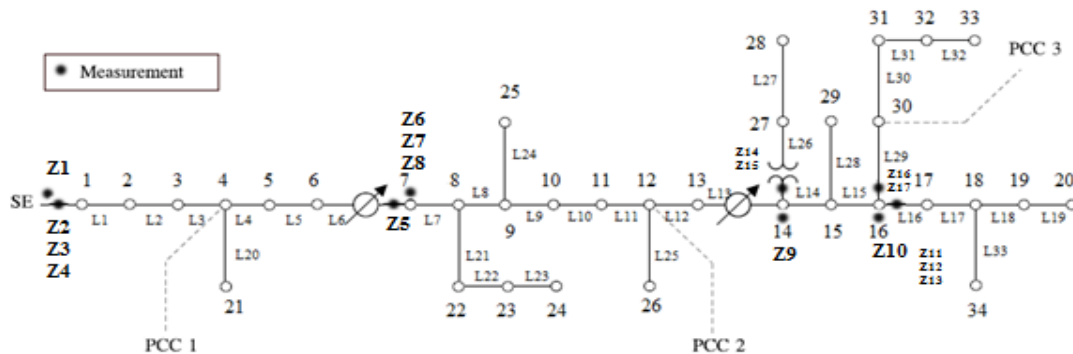 31 32 33
28
PCC 3
Measurement
L31 L32
L27
L30
25
29
Z6
Z7
Z8
27
30
Z14
Z15
L26
Z1
L24
L28
L29
Z16
Z17
SE 1 2 3 4 5 6 7 8 10 11 12 13 17 18 19 20
L1 L2 L3 L4 L5 L6 Z5 L7 L8 L9 L10 L11 L12 L13 L14 L15 L16 L17 L18 L19
9 14 15 16
Z2
Z3
Z4
Z9
Z10
Z11
Z12
Z13
L20
L21
L25
L33
L22 L23
21
22 23 24
26
34
PCC 1
PCC 2